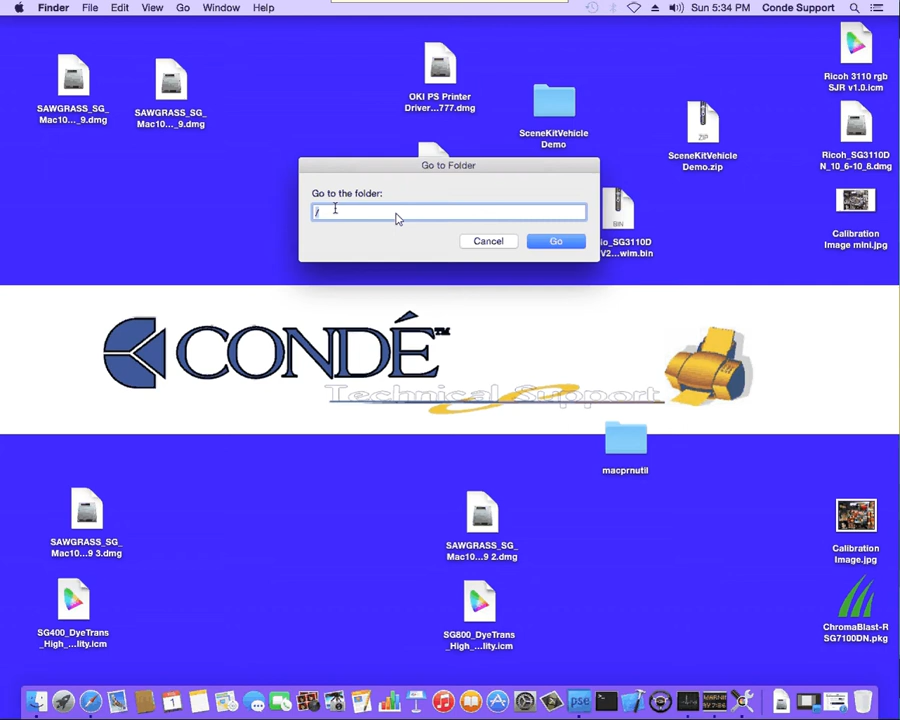 Finder File Edit View Go Window Help
Sun 5:34 PM Conde Support
SAWGRASS_SG_
Mac10..._9.dmg
SAWGRASS_SG_
Mac10..._9.dmg
OKI PS Printer
Driver...777.dmg
SceneKitVehicle
Demo
ZIP
SceneKitVehicle
Demo.zip
Ricoh 3110 rgb
SJR v1.0.icm
Ricoh_SG3110D
N_10_6-10_8.dmg
Calibration
Image mini.jpg
Go to Folder
Go to the folder:
/
Cancel
Go
BIN
io_SG3110D
V2...wim.bin
CONDÉ™
Technical Support
macprnutil
SAWGRASS_SG_
Mac10...9 3.dmg
SAWGRASS_SG_
Mac10...9 2.dmg
Calibration
Image.jpg
SG400_DyeTrans
_High_...lity.icm
SG800_DyeTrans
_High_...lity.icm
ChromaBlast-R
SG7100DN.pkg
pse